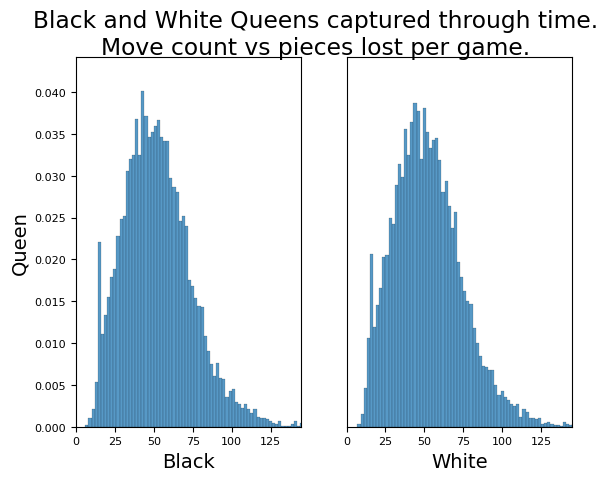 Black and White Queens captured through time.
Move count vs pieces lost per game.
0.040
0.035
0.030
0.025
0.020
0.015
0.010
0.005
0.000
Queen
0 25 50 75 100 125
0 25 50 75 100 125
Black
White